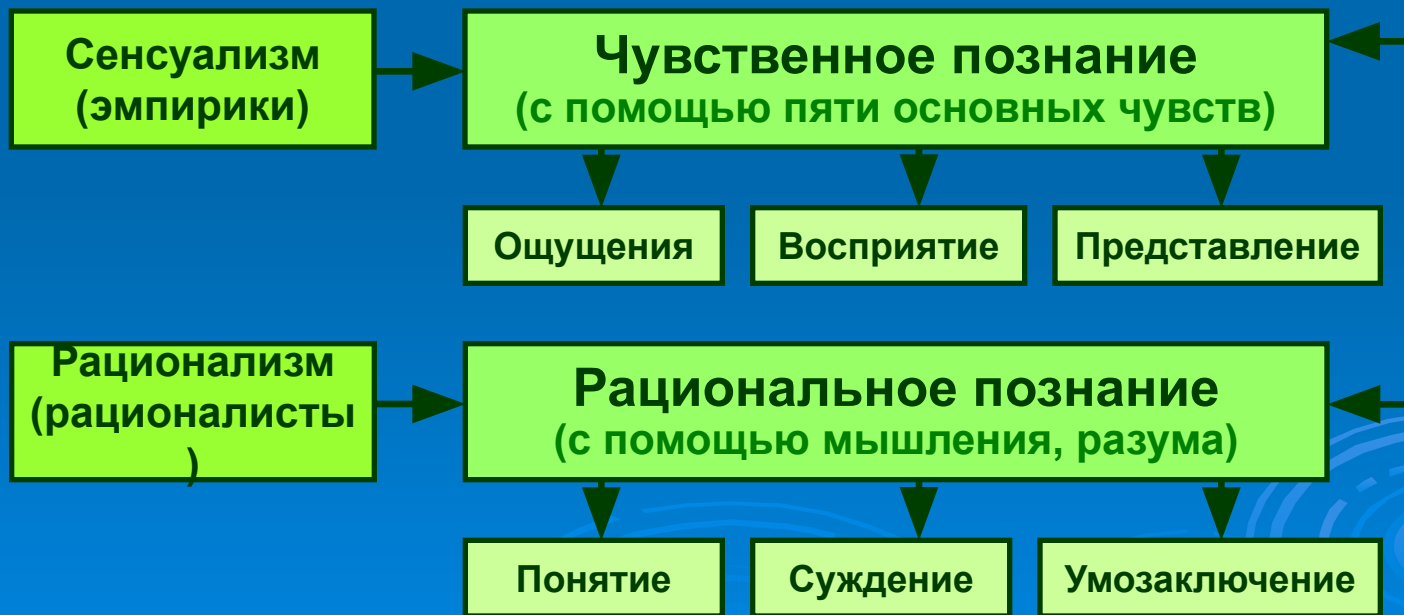 Сенсуализм
(эмпирики)
Чувственное познание
(с помощью пяти основных чувств)
Ощущения
Восприятие
Представление
Рационализм
(рационалисты
)
Рациональное познание
(с помощью мышления, разума)
Понятие
Суждение
Умозаключение